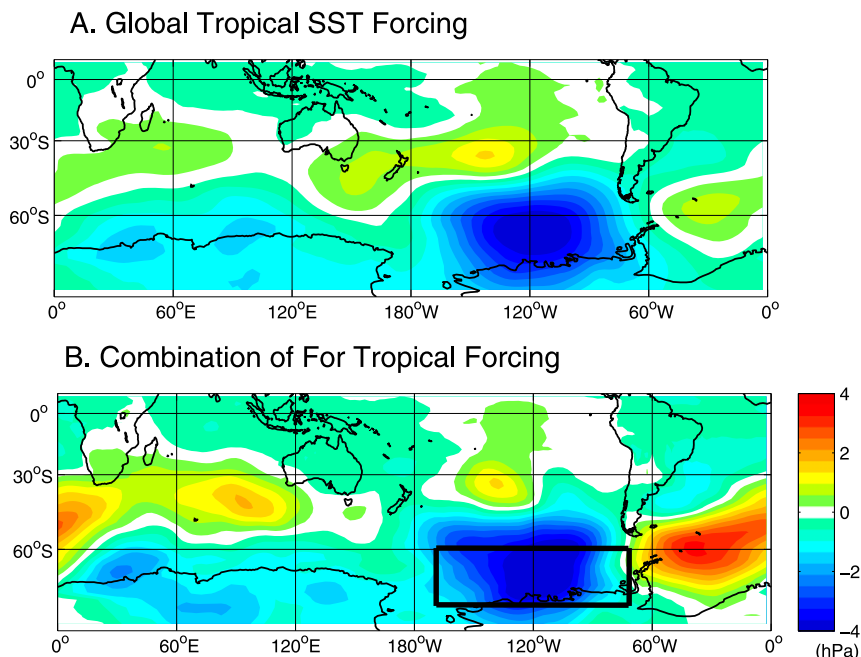 A. Global Tropical SST Forcing
0°
30°S
60°S
0° 60°E 120°E 180°W 120°W 60°W 0°
B. Combination of For Tropical Forcing
0°
30°S
60°S
0° 60°E 120°E 180°W 120°W 60°W 0°
4
2
0
−2
−4
(hPa)